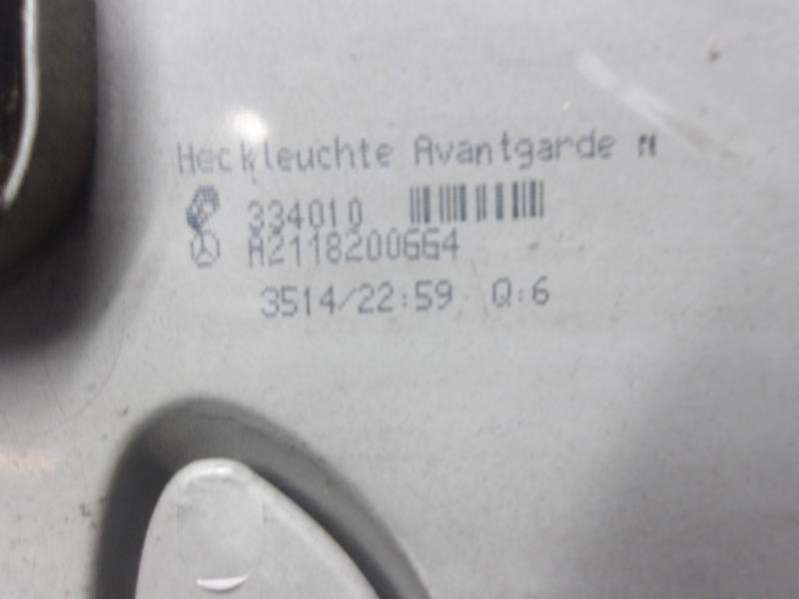 Heckleuchte Avantgarde
334010
A2118200664
3514/22:59 Q:6